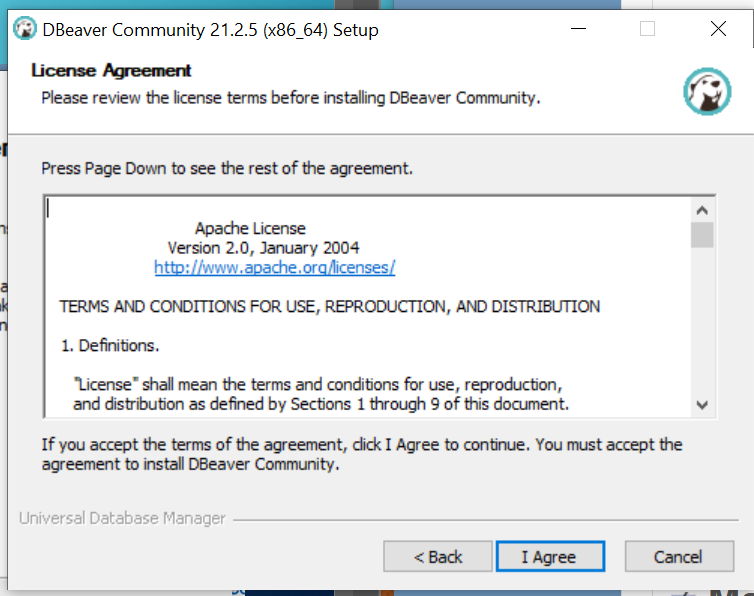 DBeaver Community 21.2.5 (x86_64) Setup
License Agreement
Please review the license terms before installing DBeaver Community.
Press Page Down to see the rest of the agreement.
Apache License
Version 2.0, January 2004
http://www.apache.org/licenses/
TERMS AND CONDITIONS FOR USE, REPRODUCTION, AND DISTRIBUTION
1. Definitions.
"License" shall mean the terms and conditions for use, reproduction,
and distribution as defined by Sections 1 through 9 of this document.
If you accept the terms of the agreement, click I Agree to continue. You must accept the
agreement to install DBeaver Community.
Universal Database Manager
< Back
I Agree
Cancel